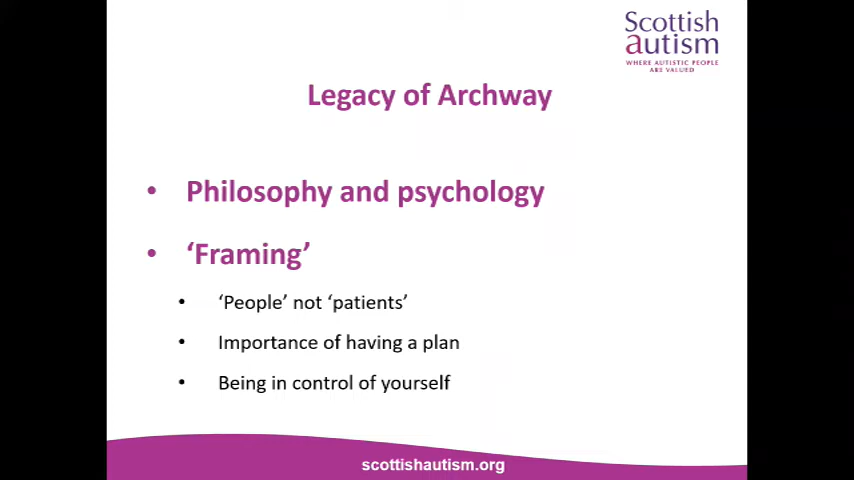 Scottish
autism
WHERE AUTISTIC PEOPLE
ARE VALUED
Legacy of Archway
• Philosophy and psychology
• ‘Framing’
• ‘People’ not ‘patients’
• Importance of having a plan
• Being in control of yourself
scottishautism.org